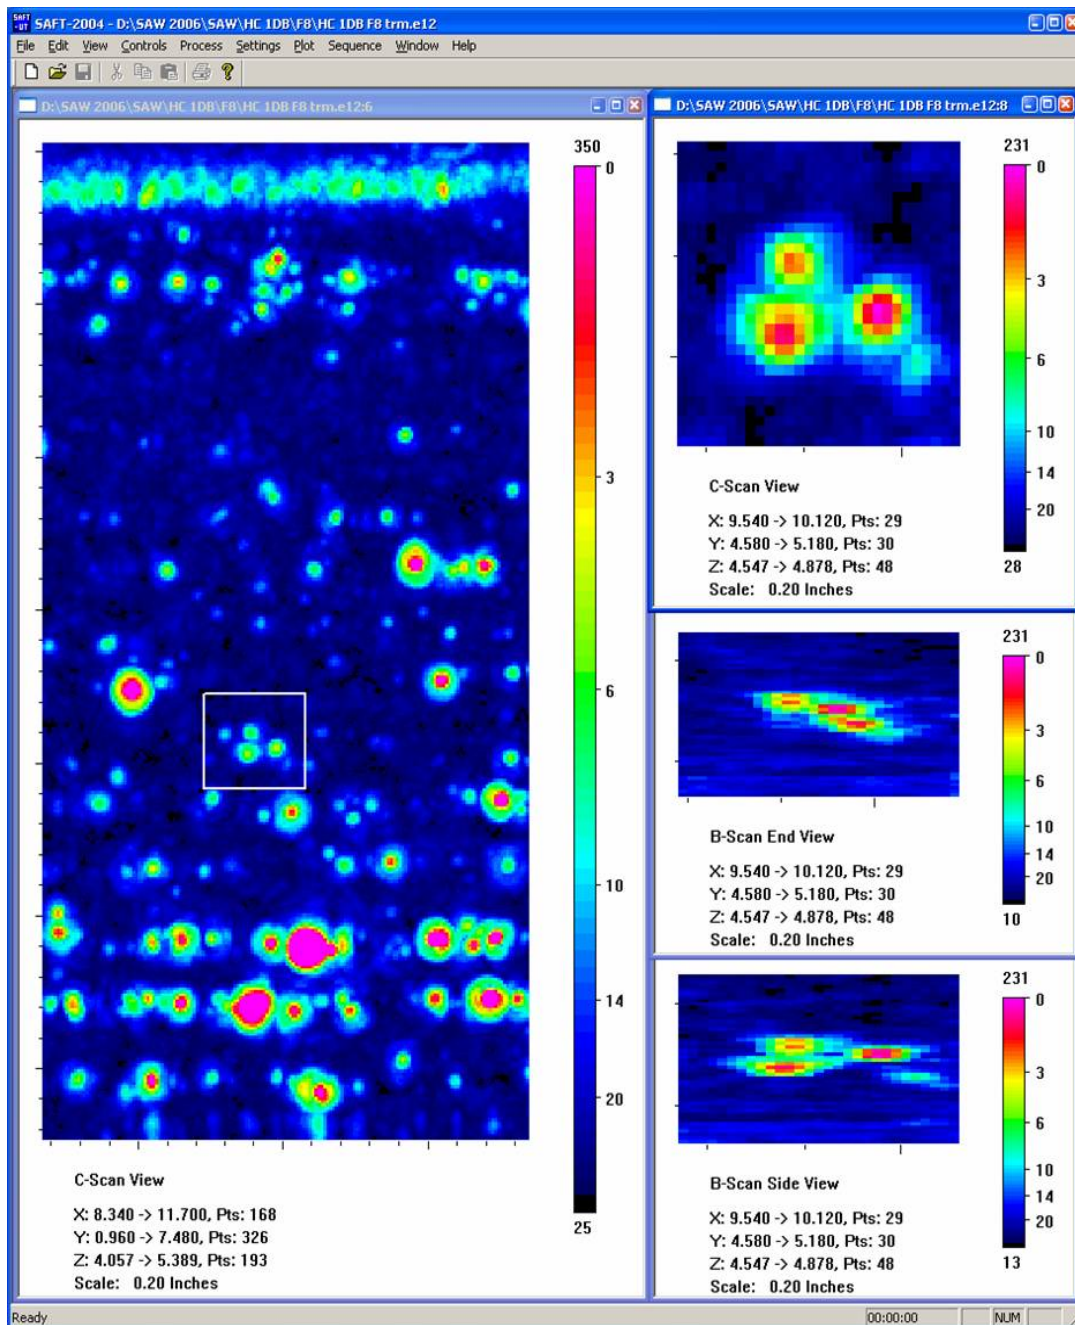 SAFT-2004 - D:\SAW 2006\SAW\HC 1DB\F8\HC 1DB F8 trm.e12
SAFT
-UT
File Edit View Controls Process Settings Plot Sequence Window Help
D:\SAW 2006\SAW\HC 1DB\F8\HC 1DB F8 trm.e12:6
350
0
3
6
10
14
20
25
C-Scan View
X: 8.340 -> 11.700, Pts: 168
Y: 0.960 -> 7.480, Pts: 326
Z: 4.057 -> 5.389, Pts: 193
Scale: 0.20 Inches
D:\SAW 2006\SAW\HC 1DB\F8\HC 1DB F8 trm.e12:8
231
0
3
6
10
14
20
28
C-Scan View
X: 9.540 -> 10.120, Pts: 29
Y: 4.580 -> 5.180, Pts: 30
Z: 4.547 -> 4.878, Pts: 48
Scale: 0.20 Inches
231
0
3
6
10
14
20
10
B-Scan End View
X: 9.540 -> 10.120, Pts: 29
Y: 4.580 -> 5.180, Pts: 30
Z: 4.547 -> 4.878, Pts: 48
Scale: 0.20 Inches
231
0
3
6
10
14
20
13
B-Scan Side View
X: 9.540 -> 10.120, Pts: 29
Y: 4.580 -> 5.180, Pts: 30
Z: 4.547 -> 4.878, Pts: 48
Scale: 0.20 Inches
Ready 00:00:00 NUM